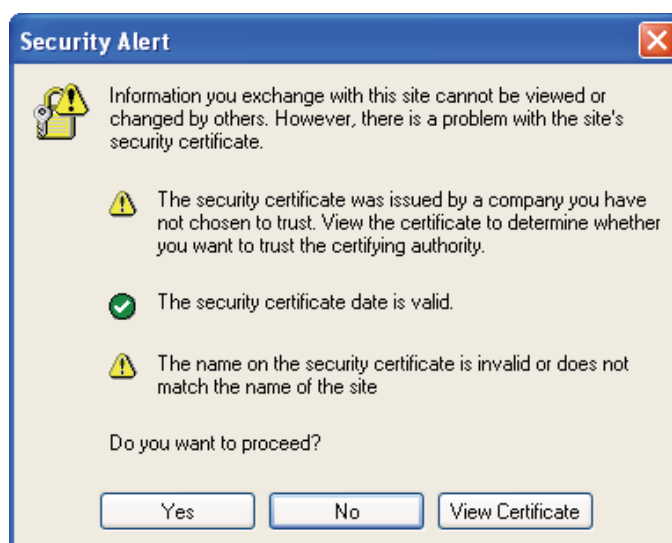 Security Alert
Information you exchange with this site cannot be viewed or
changed by others. However, there is a problem with the site's
security certificate.
The security certificate was issued by a company you have
not chosen to trust. View the certificate to determine whether
you want to trust the certifying authority.
The security certificate date is valid.
The name on the security certificate is invalid or does not
match the name of the site
Do you want to proceed?
Yes No View Certificate